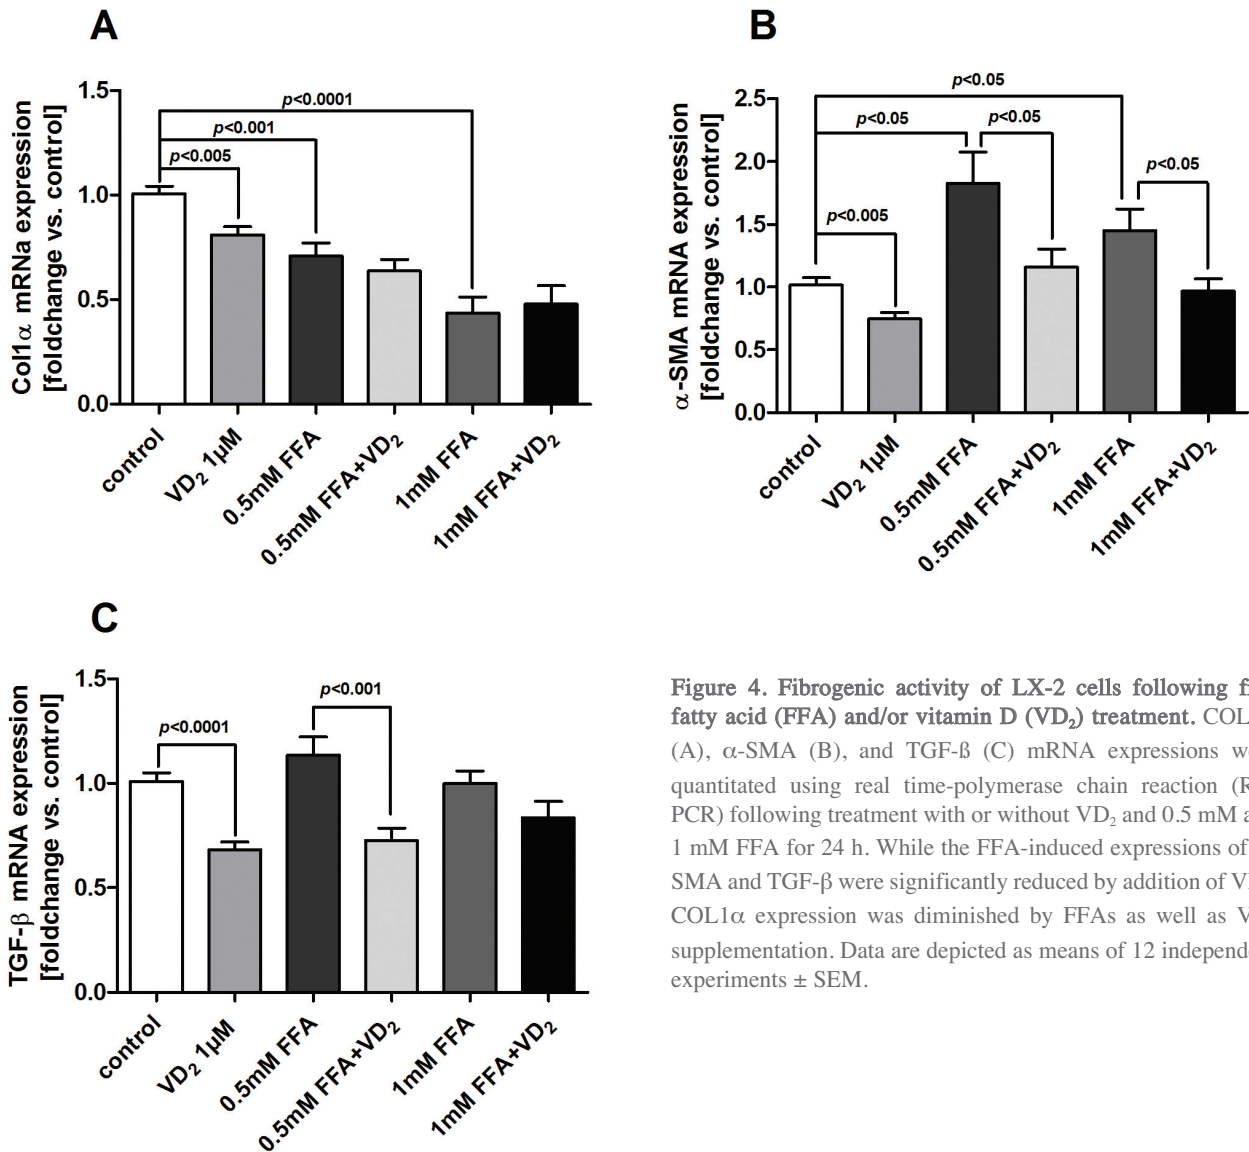 A
Col1α mRNa expression
[foldchange vs. control]
1.5
1.0
0.5
0.0
p<0.0001
p<0.001
p<0.005
control
VD₂ 1µM
0.5mM FFA
0.5mM FFA+VD₂
1mM FFA
1mM FFA+VD₂
B
α-SMA mRNA expression
[foldchange vs. control]
2.5
2.0
1.5
1.0
0.5
0.0
p<0.05
p<0.05
p<0.05
p<0.05
p<0.005
control
VD₂ 1µM
0.5mM FFA
0.5mM FFA+VD₂
1mM FFA
1mM FFA+VD₂
C
TGF-β mRNA expression
[foldchange vs. control]
1.5
1.0
0.5
0.0
p<0.0001
p<0.001
control
VD₂ 1µM
0.5mM FFA
0.5mM FFA+VD₂
1mM FFA
1mM FFA+VD₂
Figure 4. Fibrogenic activity of LX-2 cells following
fatty acid (FFA) and/or vitamin D (VD₂) treatment. COL
(A), α-SMA (B), and TGF-ß (C) mRNA expressions we
quantitated using real time-polymerase chain reaction (R
PCR) following treatment with or without VD₂ and 0.5 mM a
1 mM FFA for 24 h. While the FFA-induced expressions of
SMA and TGF-β were significantly reduced by addition of
COL1α expression was diminished by FFAs as well as V
supplementation. Data are depicted as means of 12 independe
experiments ± SEM.